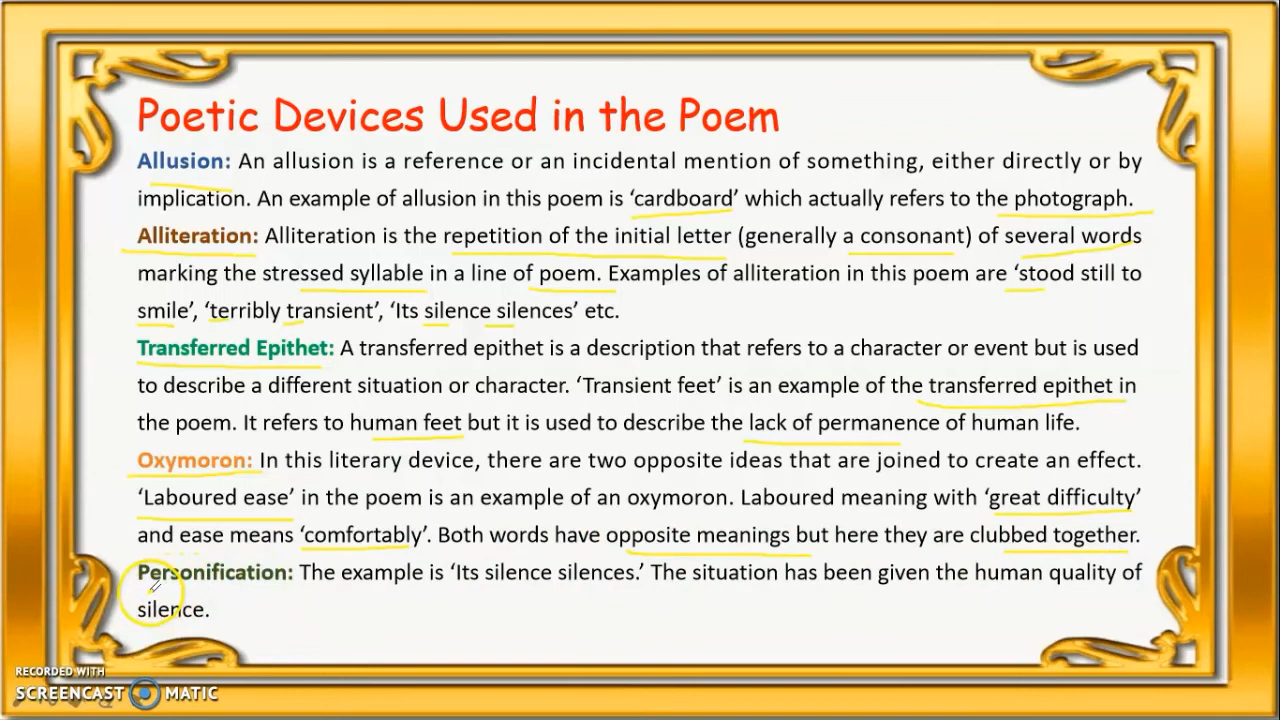 Poetic Devices Used in the Poem
Allusion: An allusion is a reference or an incidental mention of something, either directly or by
implication. An example of allusion in this poem is ‘cardboard’ which actually refers to the photograph.
Alliteration: Alliteration is the repetition of the initial letter (generally a consonant) of several words
marking the stressed syllable in a line of poem. Examples of alliteration in this poem are ‘stood still to
smile’, ‘terribly transient’, ‘Its silence silences’ etc.
Transferred Epithet: A transferred epithet is a description that refers to a character or event but is used
to describe a different situation or character. ‘Transient feet’ is an example of the transferred epithet in
the poem. It refers to human feet but it is used to describe the lack of permanence of human life.
Oxymoron: In this literary device, there are two opposite ideas that are joined to create an effect.
‘Laboured ease’ in the poem is an example of an oxymoron. Laboured meaning with ‘great difficulty’
and ease means ‘comfortably’. Both words have opposite meanings but here they are clubbed together.
Personification: The example is ‘Its silence silences.’ The situation has been given the human quality of
silence.
RECORDED WITH
SCREENCAST MATIC